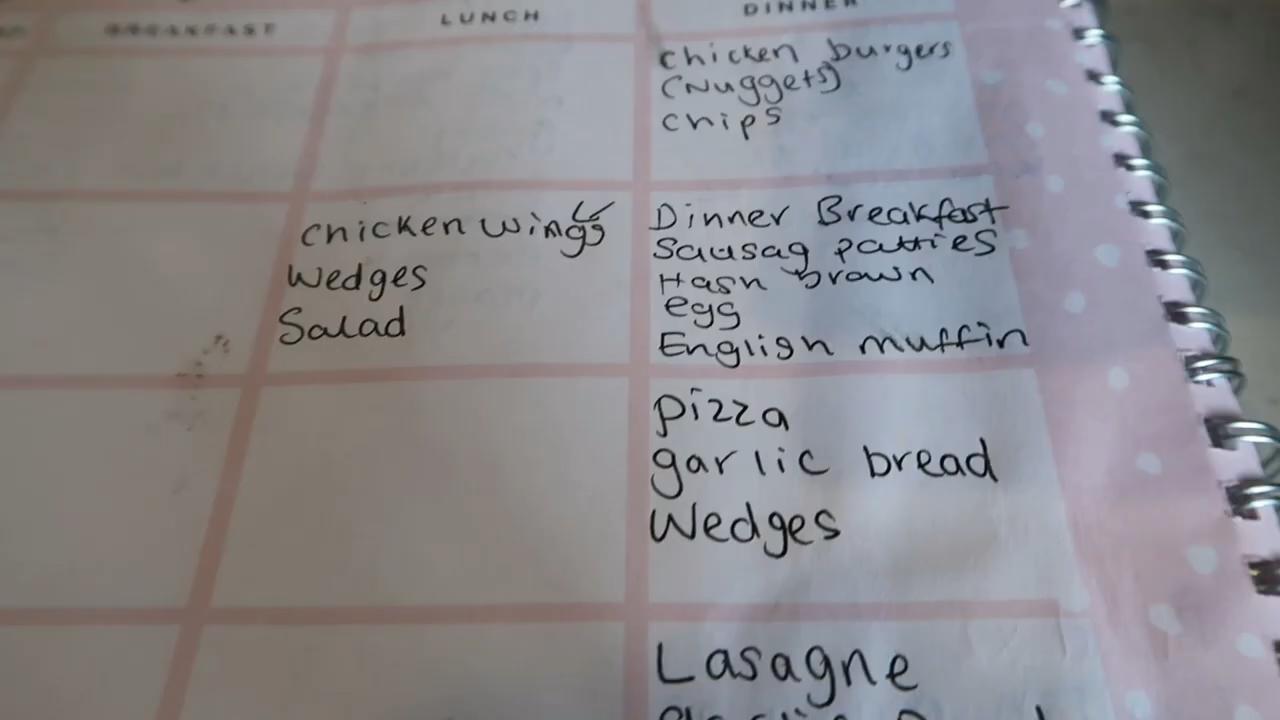 BREAKFAST
LUNCH
DINNER
Chicken burgers
(Nuggets)
Chips
Chicken wings
Wedges
Salad
Dinner Breakfast
Sausag patties
Hash brown
egg
English muffin
Pizza
garlic bread
Wedges
Lasagne